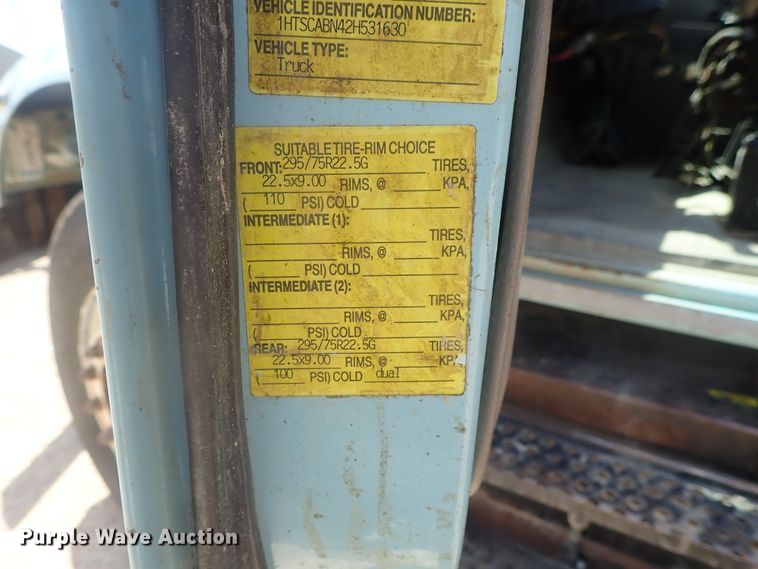 VEHICLE IDENTIFICATION NUMBER:
1HTSCABN42H531630
VEHICLE TYPE:
Truck
SUITABLE TIRE-RIM CHOICE
FRONT: 295/75R22.5G TIRES,
22.5x9.00 RIMS, @ KPA,
( 110 PSI) COLD
INTERMEDIATE (1):
TIRES,
RIMS, @ KPA,
( PSI) COLD
INTERMEDIATE (2):
TIRES,
RIMS, @ KPA,
( PSI) COLD
REAR: 295/75R22.5G TIRES,
22.5x9.00 RIMS, @ KPA
( 100 PSI) COLD dual
Purple Wave Auction